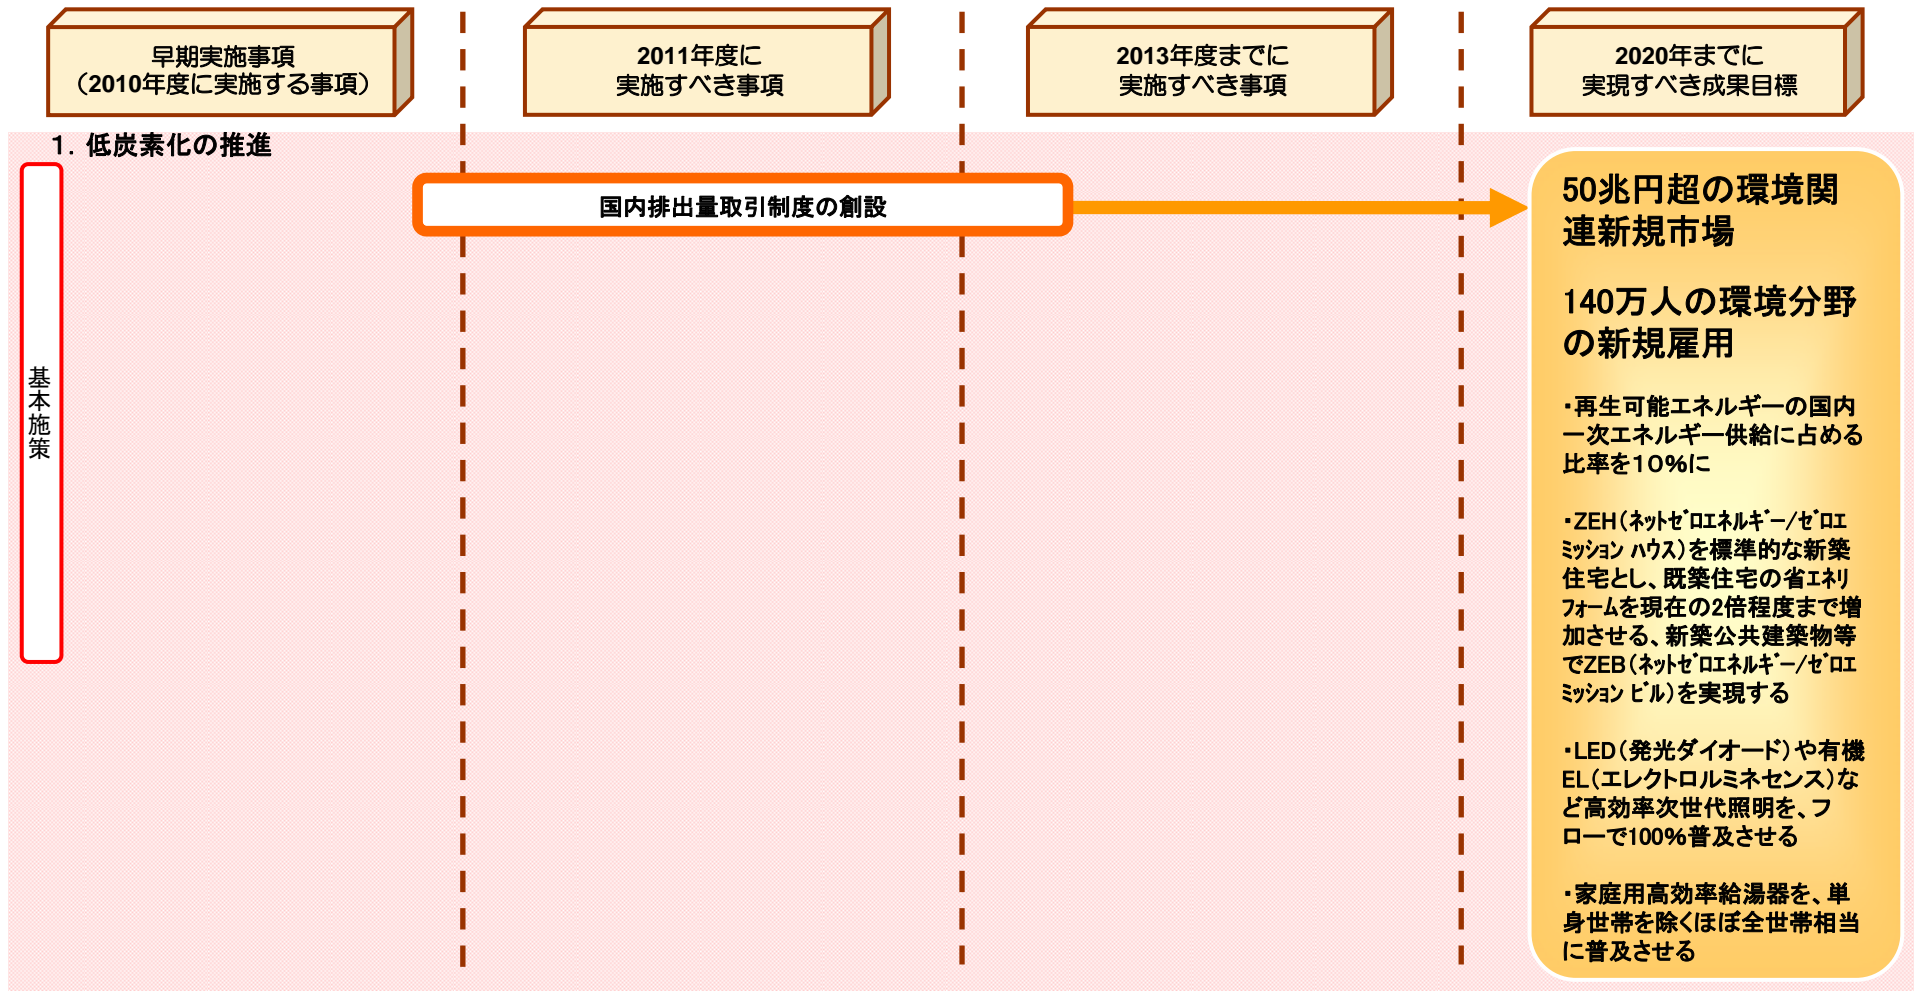 早期実施事項
（2010年度に実施する事項）
2011年度に
実施すべき事項
2013年度までに
実施すべき事項
2020年までに
実現すべき成果目標
１．低炭素化の推進
基本施策
国内排出量取引制度の創設
50兆円超の環境関
連新規市場
140万人の環境分野
の新規雇用
・再生可能エネルギーの国内
一次エネルギー供給に占める
比率を１０％に
・ZEH（ﾈｯﾄｾﾞﾛｴﾈﾙｷﾞｰ/ｾﾞﾛｴ
ﾐｯｼｮﾝ ﾊｳｽ）を標準的な新築
住宅とし、既築住宅の省ｴﾈﾘ
ﾌｫｰﾑを現在の2倍程度まで増
加させる、新築公共建築物等
でZEB（ﾈｯﾄｾﾞﾛｴﾈﾙｷﾞｰ/ｾﾞﾛｴ
ﾐｯｼｮﾝ ﾋﾞﾙ）を実現する
・LED（発光ダイオード）や有機
EL（エレクトロルミネセンス）な
ど高効率次世代照明を、フ
ローで100％普及させる
・家庭用高効率給湯器を、単
身世帯を除くほぼ全世帯相当
に普及させる